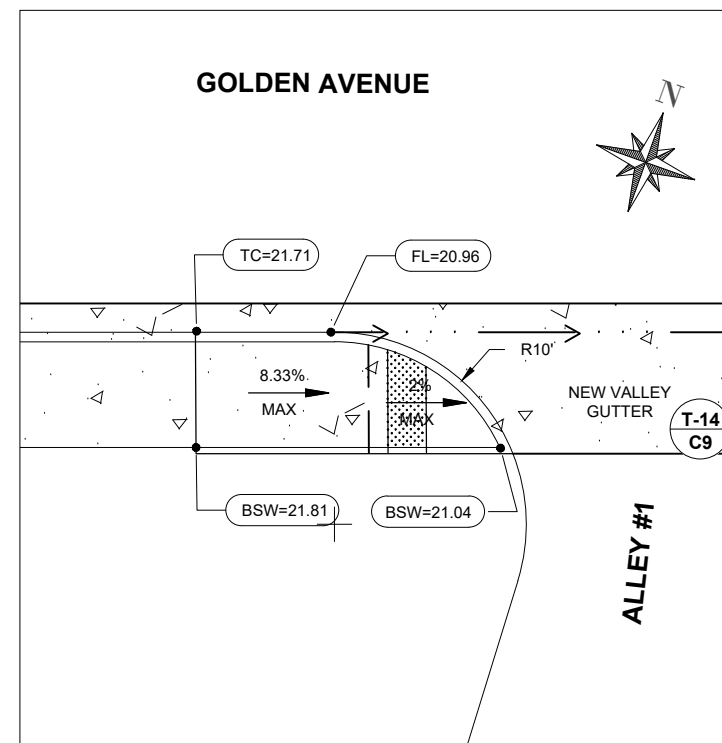 GOLDEN AVENUE
N
TC=21.71
FL=20.96
R10'
8.33%
MAX
2%
MAX
NEW VALLEY
GUTTER
T-14
C9
BSW=21.81
BSW=21.04
ALLEY #1